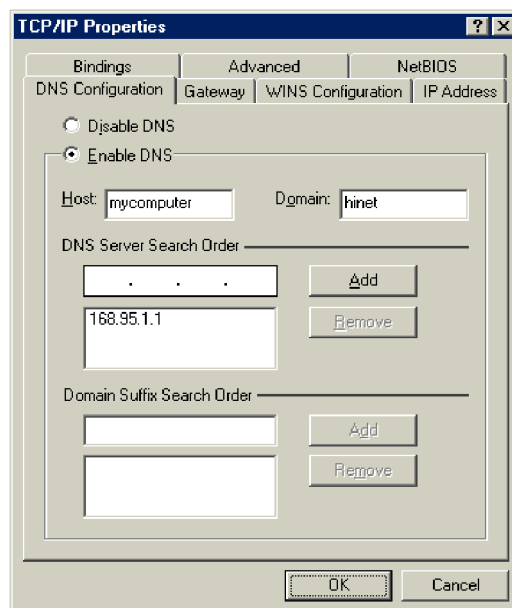 TCP/IP Properties
Bindings Advanced NetBIOS
DNS Configuration Gateway WINS Configuration IP Address
Disable DNS
Enable DNS
Host: mycomputer Domain: hinet
DNS Server Search Order
. . . Add
168.95.1.1 Remove
Domain Suffix Search Order
Add
Remove
OK Cancel